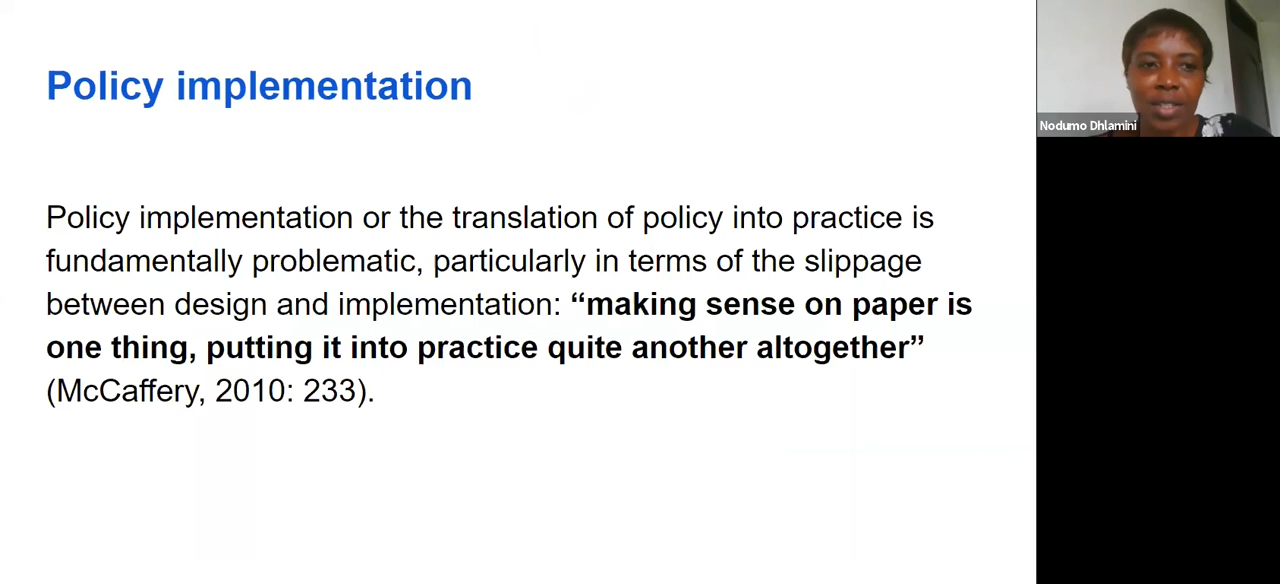 Policy implementation
Policy implementation or the translation of policy into practice is
fundamentally problematic, particularly in terms of the slippage
between design and implementation: “making sense on paper is
one thing, putting it into practice quite another altogether”
(McCaffery, 2010: 233).
Nodumo Dhlamini